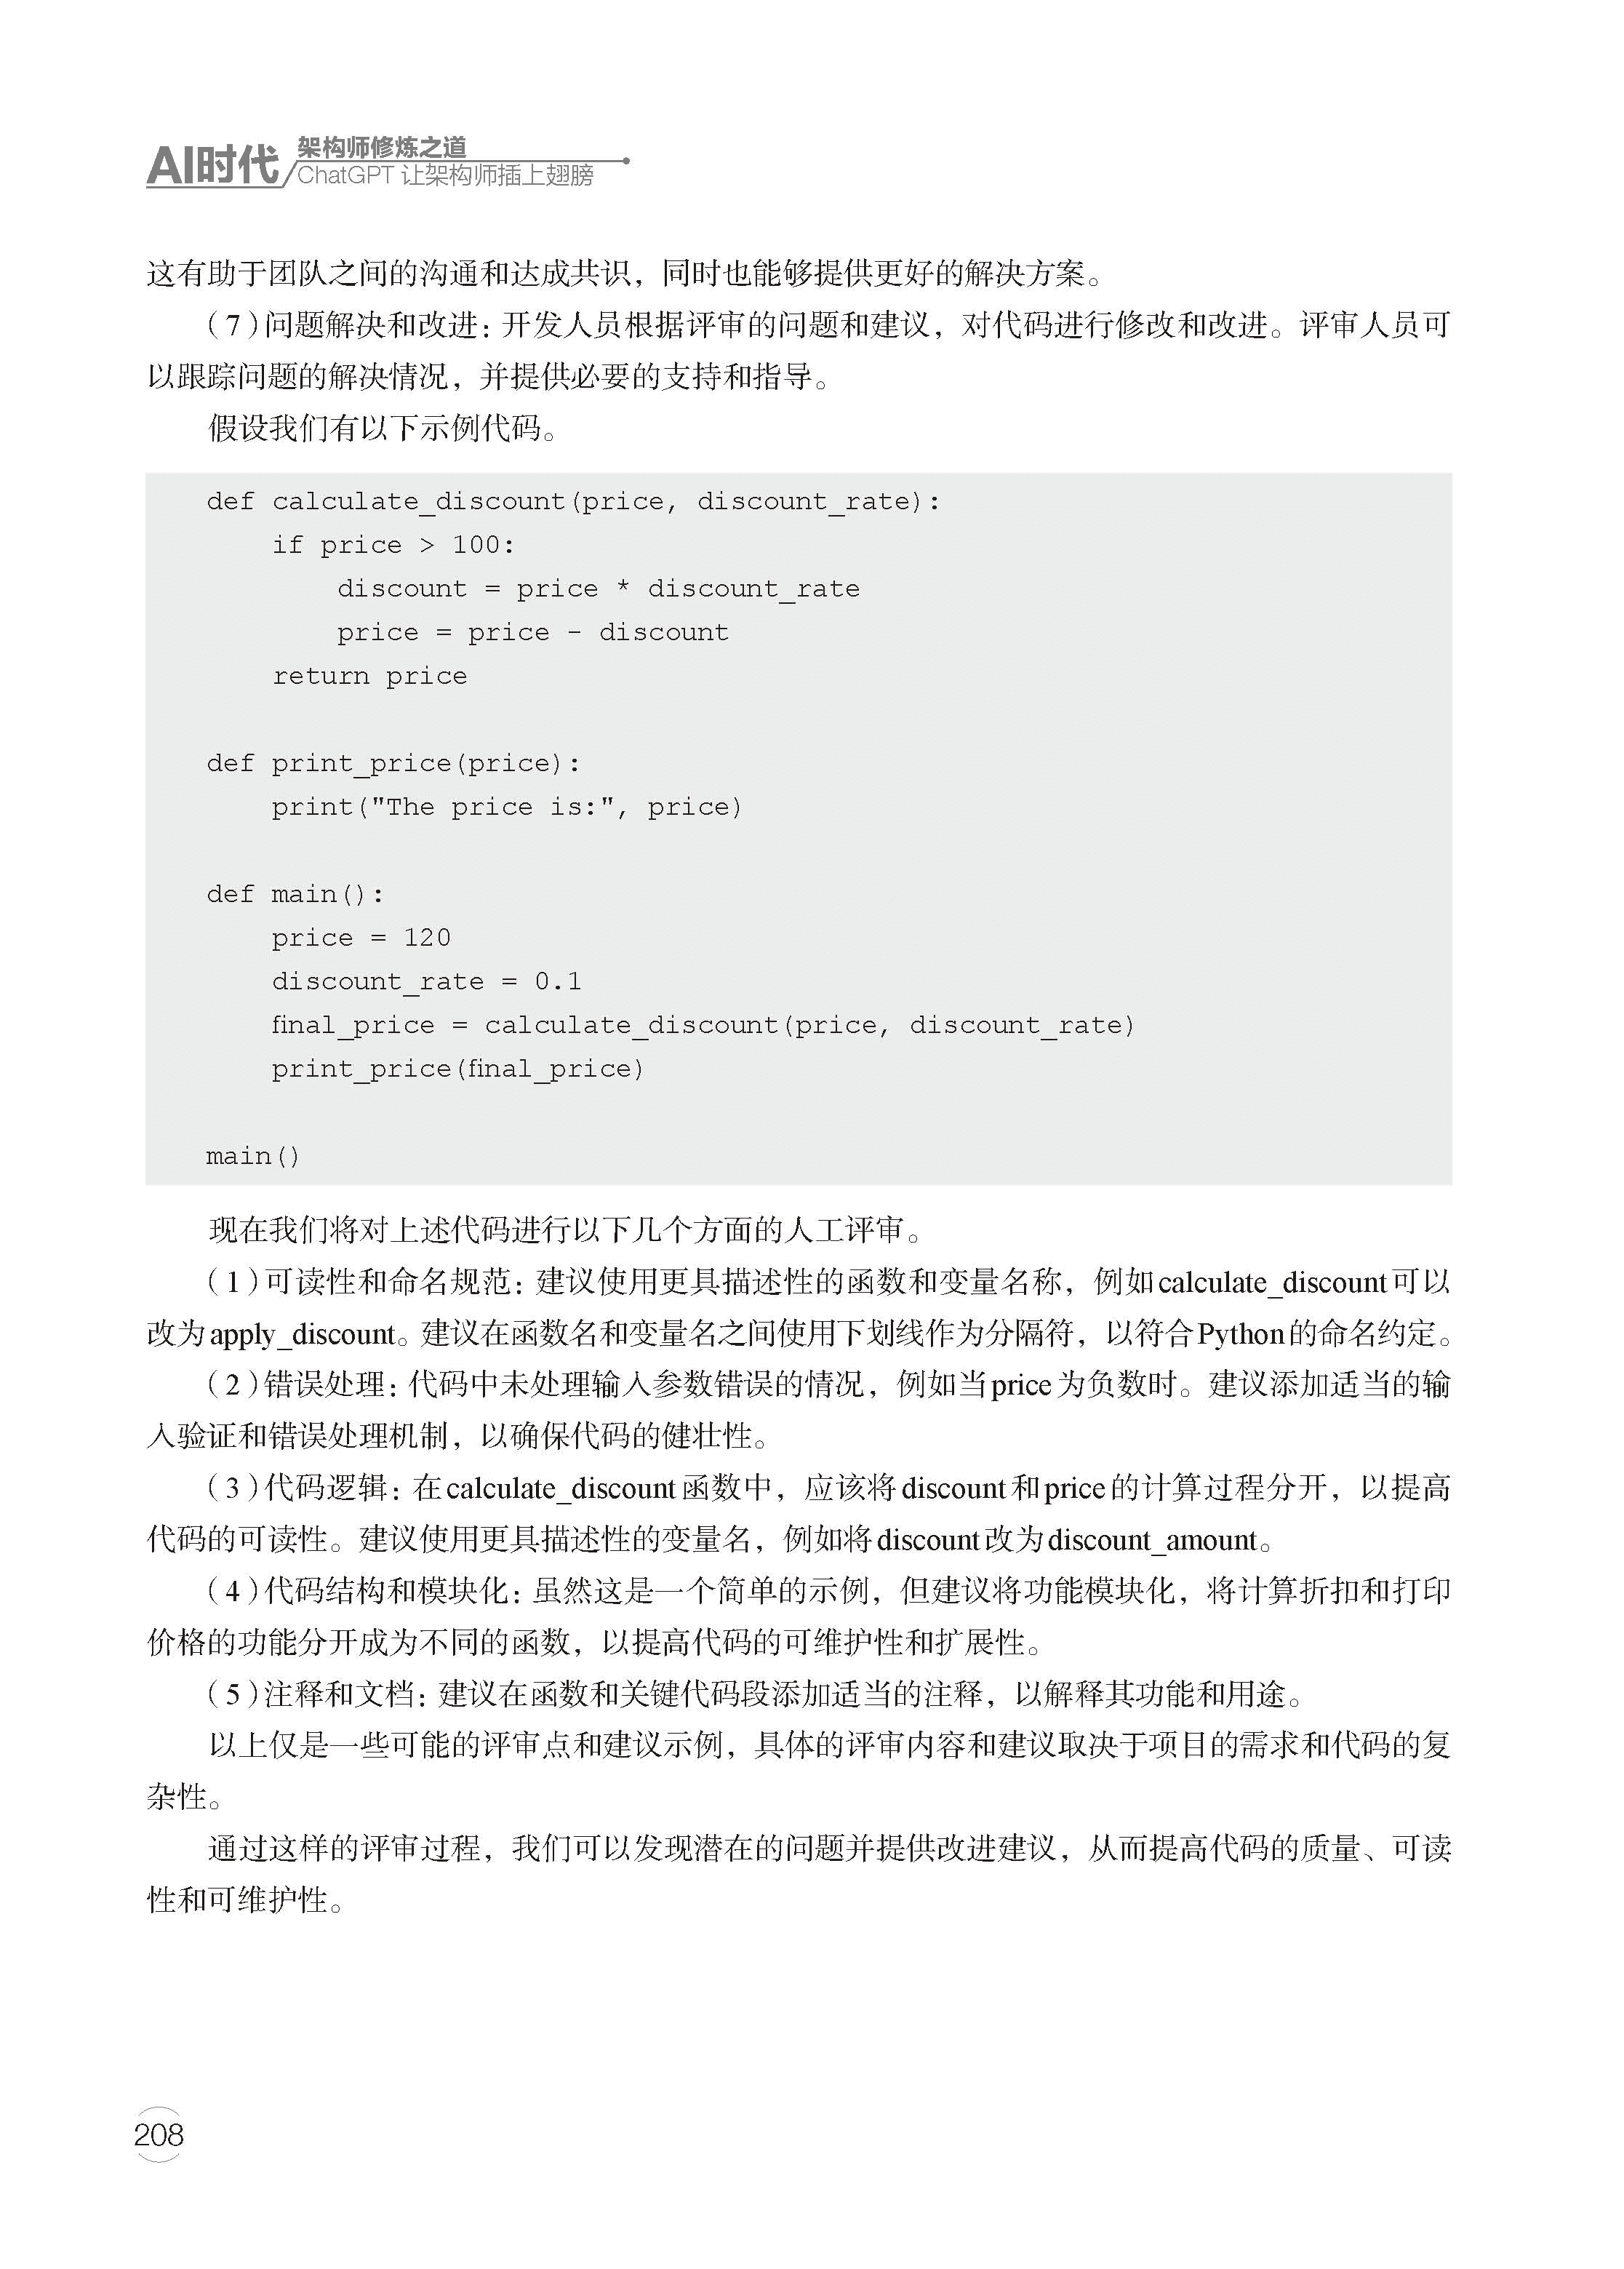 AI时代 架构师修炼之道
ChatGPT 让架构师插上翅膀
这有助于团队之间的沟通和达成共识，同时也能够提供更好的解决方案。
（7）问题解决和改进：开发人员根据评审的问题和建议，对代码进行修改和改进。评审人员可
以跟踪问题的解决情况，并提供必要的支持和指导。
假设我们有以下示例代码。
def calculate_discount(price, discount_rate):
    if price > 100:
        discount = price * discount_rate
        price = price - discount
    return price
def print_price(price):
    print("The price is:", price)
def main():
    price = 120
    discount_rate = 0.1
    final_price = calculate_discount(price, discount_rate)
    print_price(final_price)
main()
现在我们将对上述代码进行以下几个方面的人工评审。
（1）可读性和命名规范：建议使用更具描述性的函数和变量名称，例如calculate_discount可以
改为apply_discount。建议在函数名和变量名之间使用下划线作为分隔符，以符合Python的命名约定。
（2）错误处理：代码中未处理输入参数错误的情况，例如当price为负数时。建议添加适当的输
入验证和错误处理机制，以确保代码的健壮性。
（3）代码逻辑：在calculate_discount函数中，应该将discount和price的计算过程分开，以提高
代码的可读性。建议使用更具描述性的变量名，例如将discount改为discount_amount。
（4）代码结构和模块化：虽然这是一个简单的示例，但建议将功能模块化，将计算折扣和打印
价格的功能分开成为不同的函数，以提高代码的可维护性和扩展性。
（5）注释和文档：建议在函数和关键代码段添加适当的注释，以解释其功能和用途。
以上仅是一些可能的评审点和建议示例，具体的评审内容和建议取决于项目的需求和代码的复
杂性。
通过这样的评审过程，我们可以发现潜在的问题并提供改进建议，从而提高代码的质量、可读
性和可维护性。
208